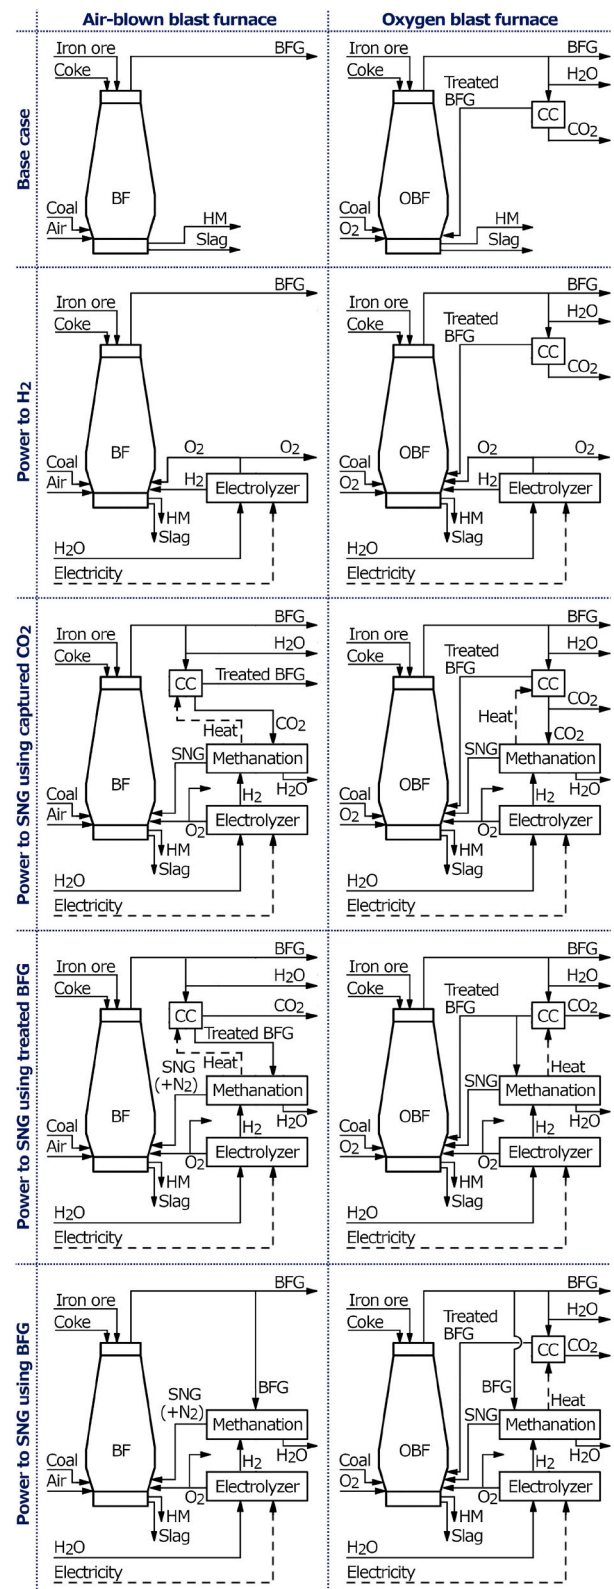 Air-blown blast furnace
Oxygen blast furnace
Base case
Iron ore
Coke
BFG
BF
Coal
Air
HM
Slag
Iron ore
Coke
BFG
H2O
Treated
BFG
CC
CO2
OBF
Coal
O2
HM
Slag
Power to H2
Iron ore
Coke
BFG
BF
O2
O2
Coal
Air
H2
Electrolyzer
HM
Slag
H2O
Electricity
Iron ore
Coke
BFG
H2O
Treated
BFG
CC
CO2
OBF
O2
O2
Coal
O2
H2
Electrolyzer
HM
Slag
H2O
Electricity
Power to SNG using captured CO2
Iron ore
Coke
BFG
H2O
CC
Treated BFG
CO2
Heat
SNG
Methanation
BF
H2
H2O
Coal
Air
O2
Electrolyzer
HM
Slag
H2O
Electricity
Iron ore
Coke
BFG
H2O
Treated
BFG
CC
CO2
Heat
CO2
SNG
Methanation
OBF
H2
H2O
Coal
O2
O2
Electrolyzer
HM
Slag
H2O
Electricity
Power to SNG using treated BFG
Iron ore
Coke
BFG
H2O
CC
CO2
Treated BFG
Heat
SNG
(+N2)
Methanation
BF
H2
H2O
Coal
Air
O2
Electrolyzer
HM
Slag
H2O
Electricity
Iron ore
Coke
BFG
H2O
Treated
BFG
CC
CO2
Heat
SNG
Methanation
OBF
H2
H2O
Coal
O2
O2
Electrolyzer
HM
Slag
H2O
Electricity
Power to SNG using BFG
Iron ore
Coke
BFG
BFG
SNG
(+N2)
Methanation
BF
H2
H2O
Coal
Air
O2
Electrolyzer
HM
Slag
H2O
Electricity
Iron ore
Coke
BFG
H2O
Treated
BFG
CC
CO2
BFG
Heat
SNG
Methanation
OBF
H2
H2O
Coal
O2
O2
Electrolyzer
HM
Slag
H2O
Electricity